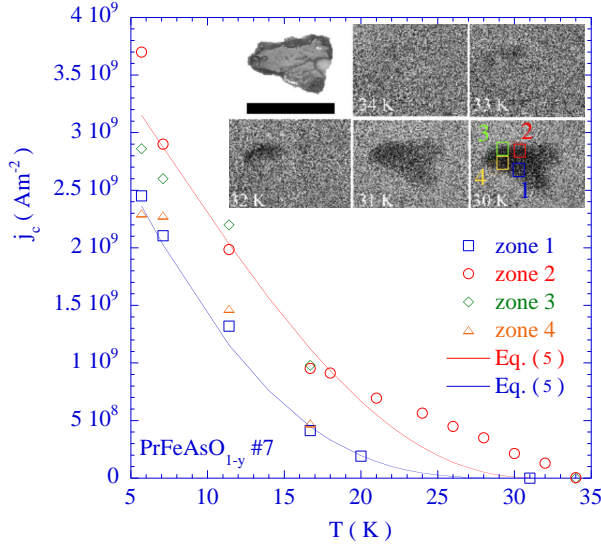 4 10⁹
3.5 10⁹
3 10⁹
2.5 10⁹
2 10⁹
1.5 10⁹
1 10⁹
5 10⁸
0
j_c ( Am⁻² )
34 K
33 K
32 K
31 K
30 K
3
2
4
1
zone 1
zone 2
zone 3
zone 4
Eq. ( 5 )
Eq. ( 5 )
PrFeAsO₁₋y #7
5 10 15 20 25 30 35
T ( K )